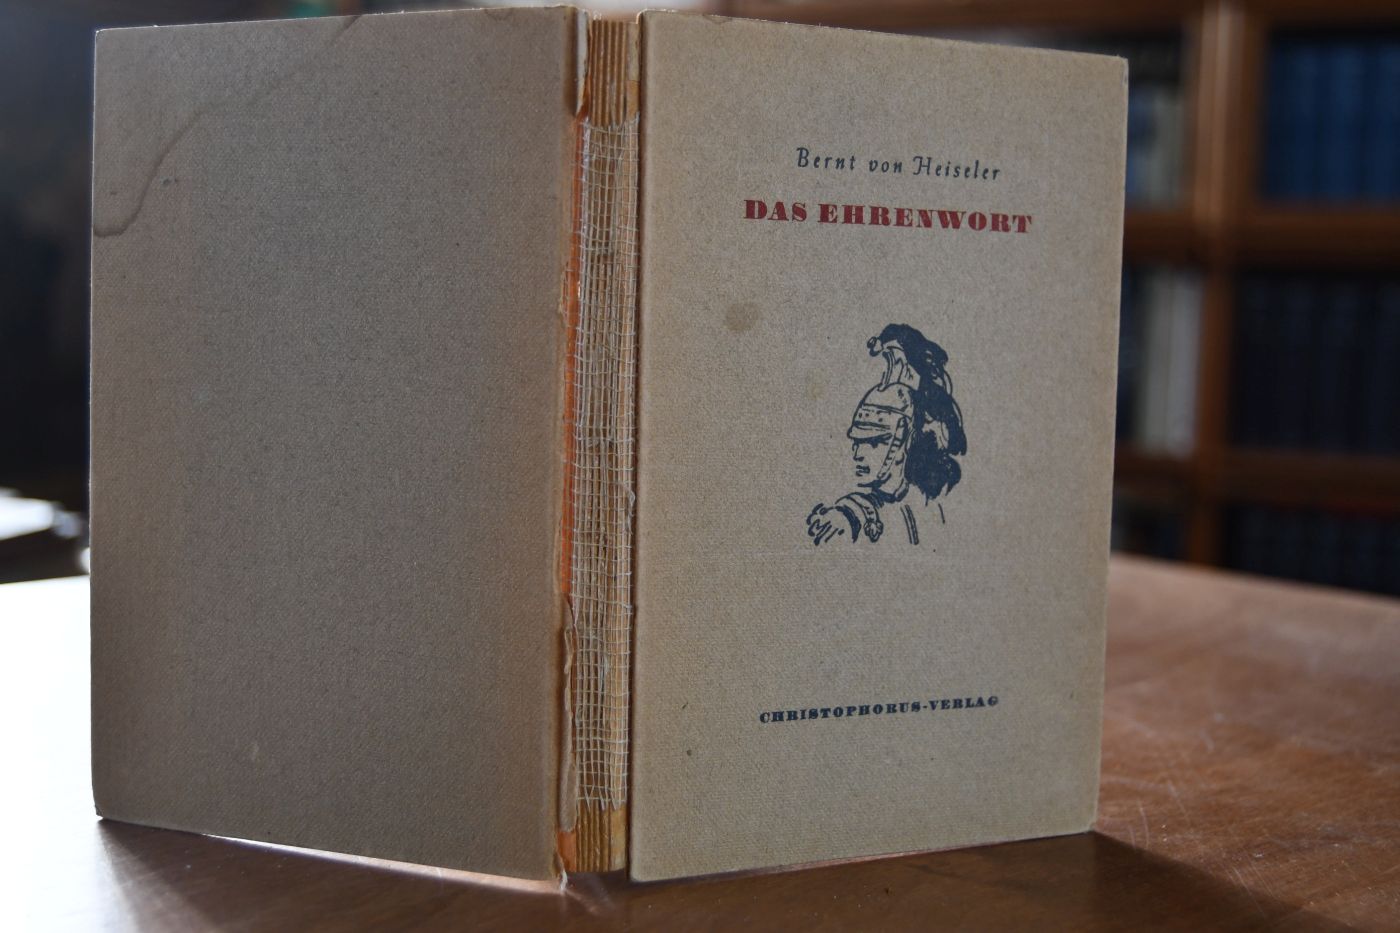 Bernt von Heiseler
DAS EHRENWORT
CHRISTOPHORUS-VERLAG